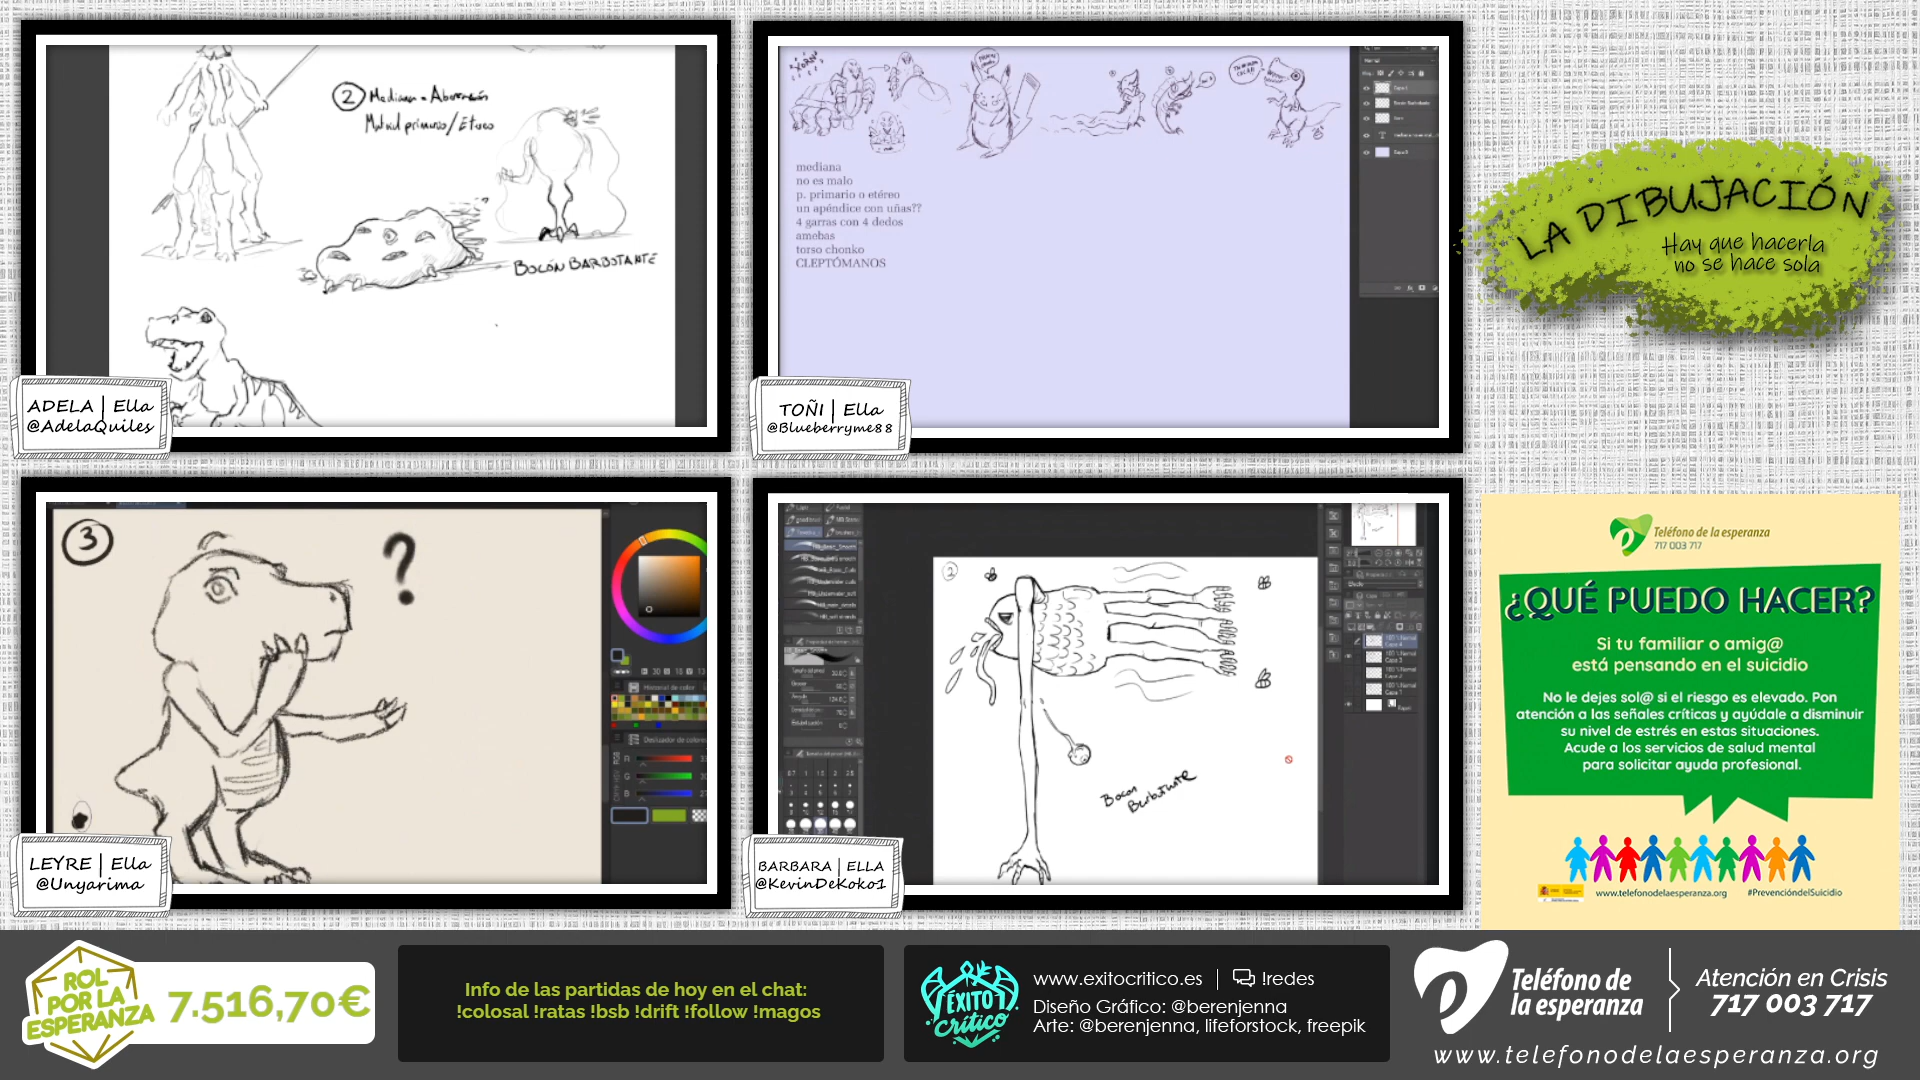 2 Mediana - Aberración
Madrid primario / Etéreo
BOCÓN BARBOTANTE
ADELA | Ella
@AdelaQuiles
mediana
no es malo
p. primario o etéreo
un apéndice con uñas??
4 garras con 4 dedos
amebas
torso chonko
CLEPTÓMANOS
TOÑI | Ella
@Blueberryme88
LA DIBUJACIÓN
Hay que hacerla
no se hace sola
3
?
LEYRE | Ella
@Unyarima
2
Bocon
Barbotante
BARBARA | ELLA
@KevinDeKoko1
Teléfono de la esperanza
717 003 717
¿QUÉ PUEDO HACER?
Si tu familiar o amig@
está pensando en el suicidio
No le dejes sol@ si el riesgo es elevado. Pon
atención a las señales críticas y ayúdale a disminuir
su nivel de estrés en estas situaciones.
Acude a los servicios de salud mental
para solicitar ayuda profesional.
www.telefonodelaesperanza.org
#PrevencióndelSuicidio
ROL
POR LA
ESPERANZA
7.516,70€
Info de las partidas de hoy en el chat:
!colosal !ratas !bsb !drift !follow !magos
ÉXITO
Crítico
www.exitocritico.es | !redes
Diseño Gráfico: @berenjenna
Arte: @berenjenna, lifeforstock, freepik
Teléfono de
la esperanza
Atención en Crisis
717 003 717
www.telefonodelaesperanza.org